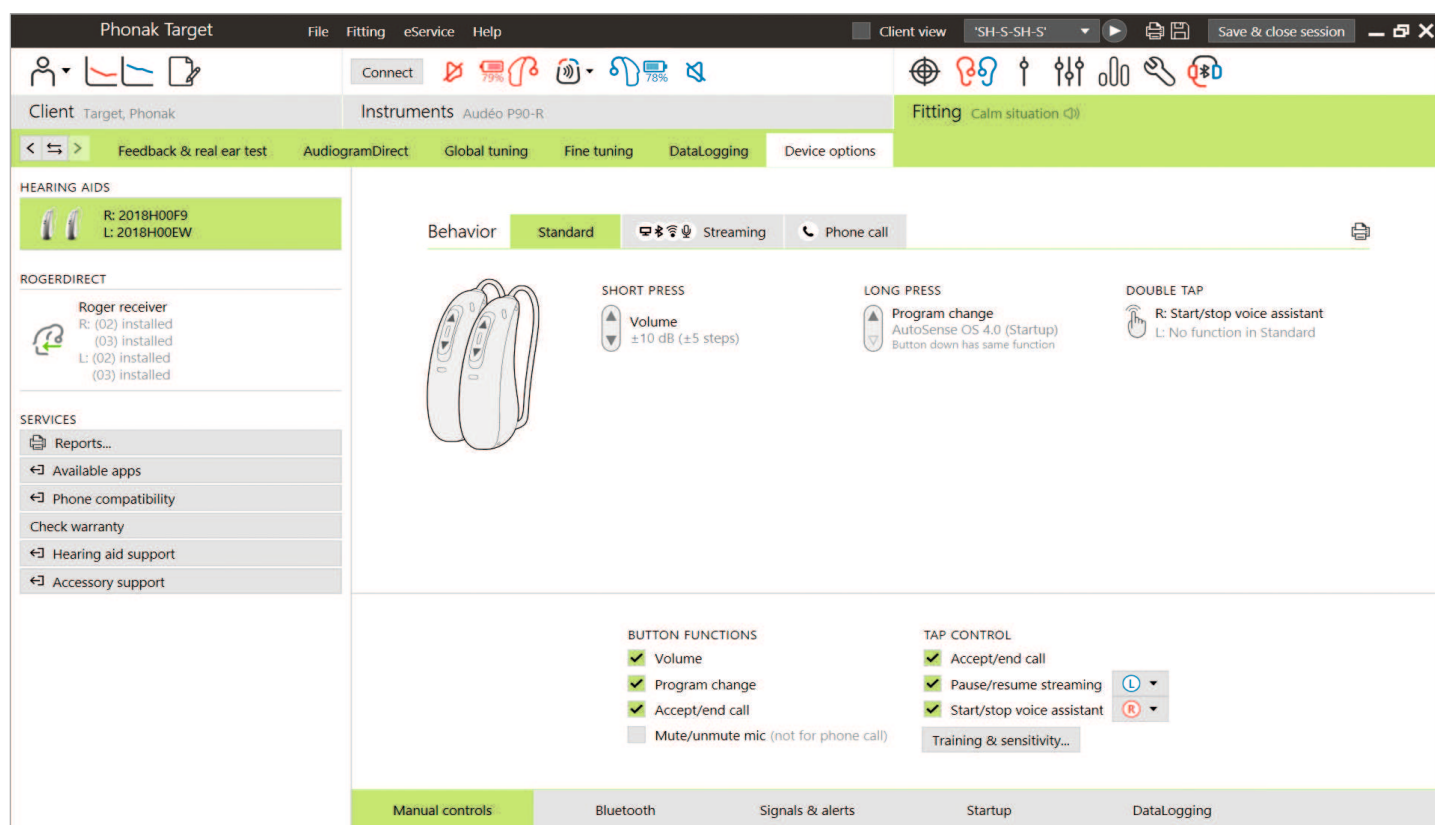 Phonak Target File Fitting eService Help Client view 'SH-S-SH-S' Save & close session
Connect 79% 78%
Client Target, Phonak Instruments Audéo P90-R Fitting Calm situation
Feedback & real ear test AudiogramDirect Global tuning Fine tuning DataLogging Device options
HEARING AIDS
R: 2018H00F9
L: 2018H00EW
ROGERDIRECT
Roger receiver
R: (02) installed
(03) installed
L: (02) installed
(03) installed
SERVICES
Reports...
Available apps
Phone compatibility
Check warranty
Hearing aid support
Accessory support
Behavior Standard Streaming Phone call
SHORT PRESS
Volume
±10 dB (±5 steps)
LONG PRESS
Program change
AutoSense OS 4.0 (Startup)
Button down has same function
DOUBLE TAP
R: Start/stop voice assistant
L: No function in Standard
BUTTON FUNCTIONS
Volume
Program change
Accept/end call
Mute/unmute mic (not for phone call)
TAP CONTROL
Accept/end call
Pause/resume streaming L
Start/stop voice assistant R
Training & sensitivity...
Manual controls Bluetooth Signals & alerts Startup DataLogging